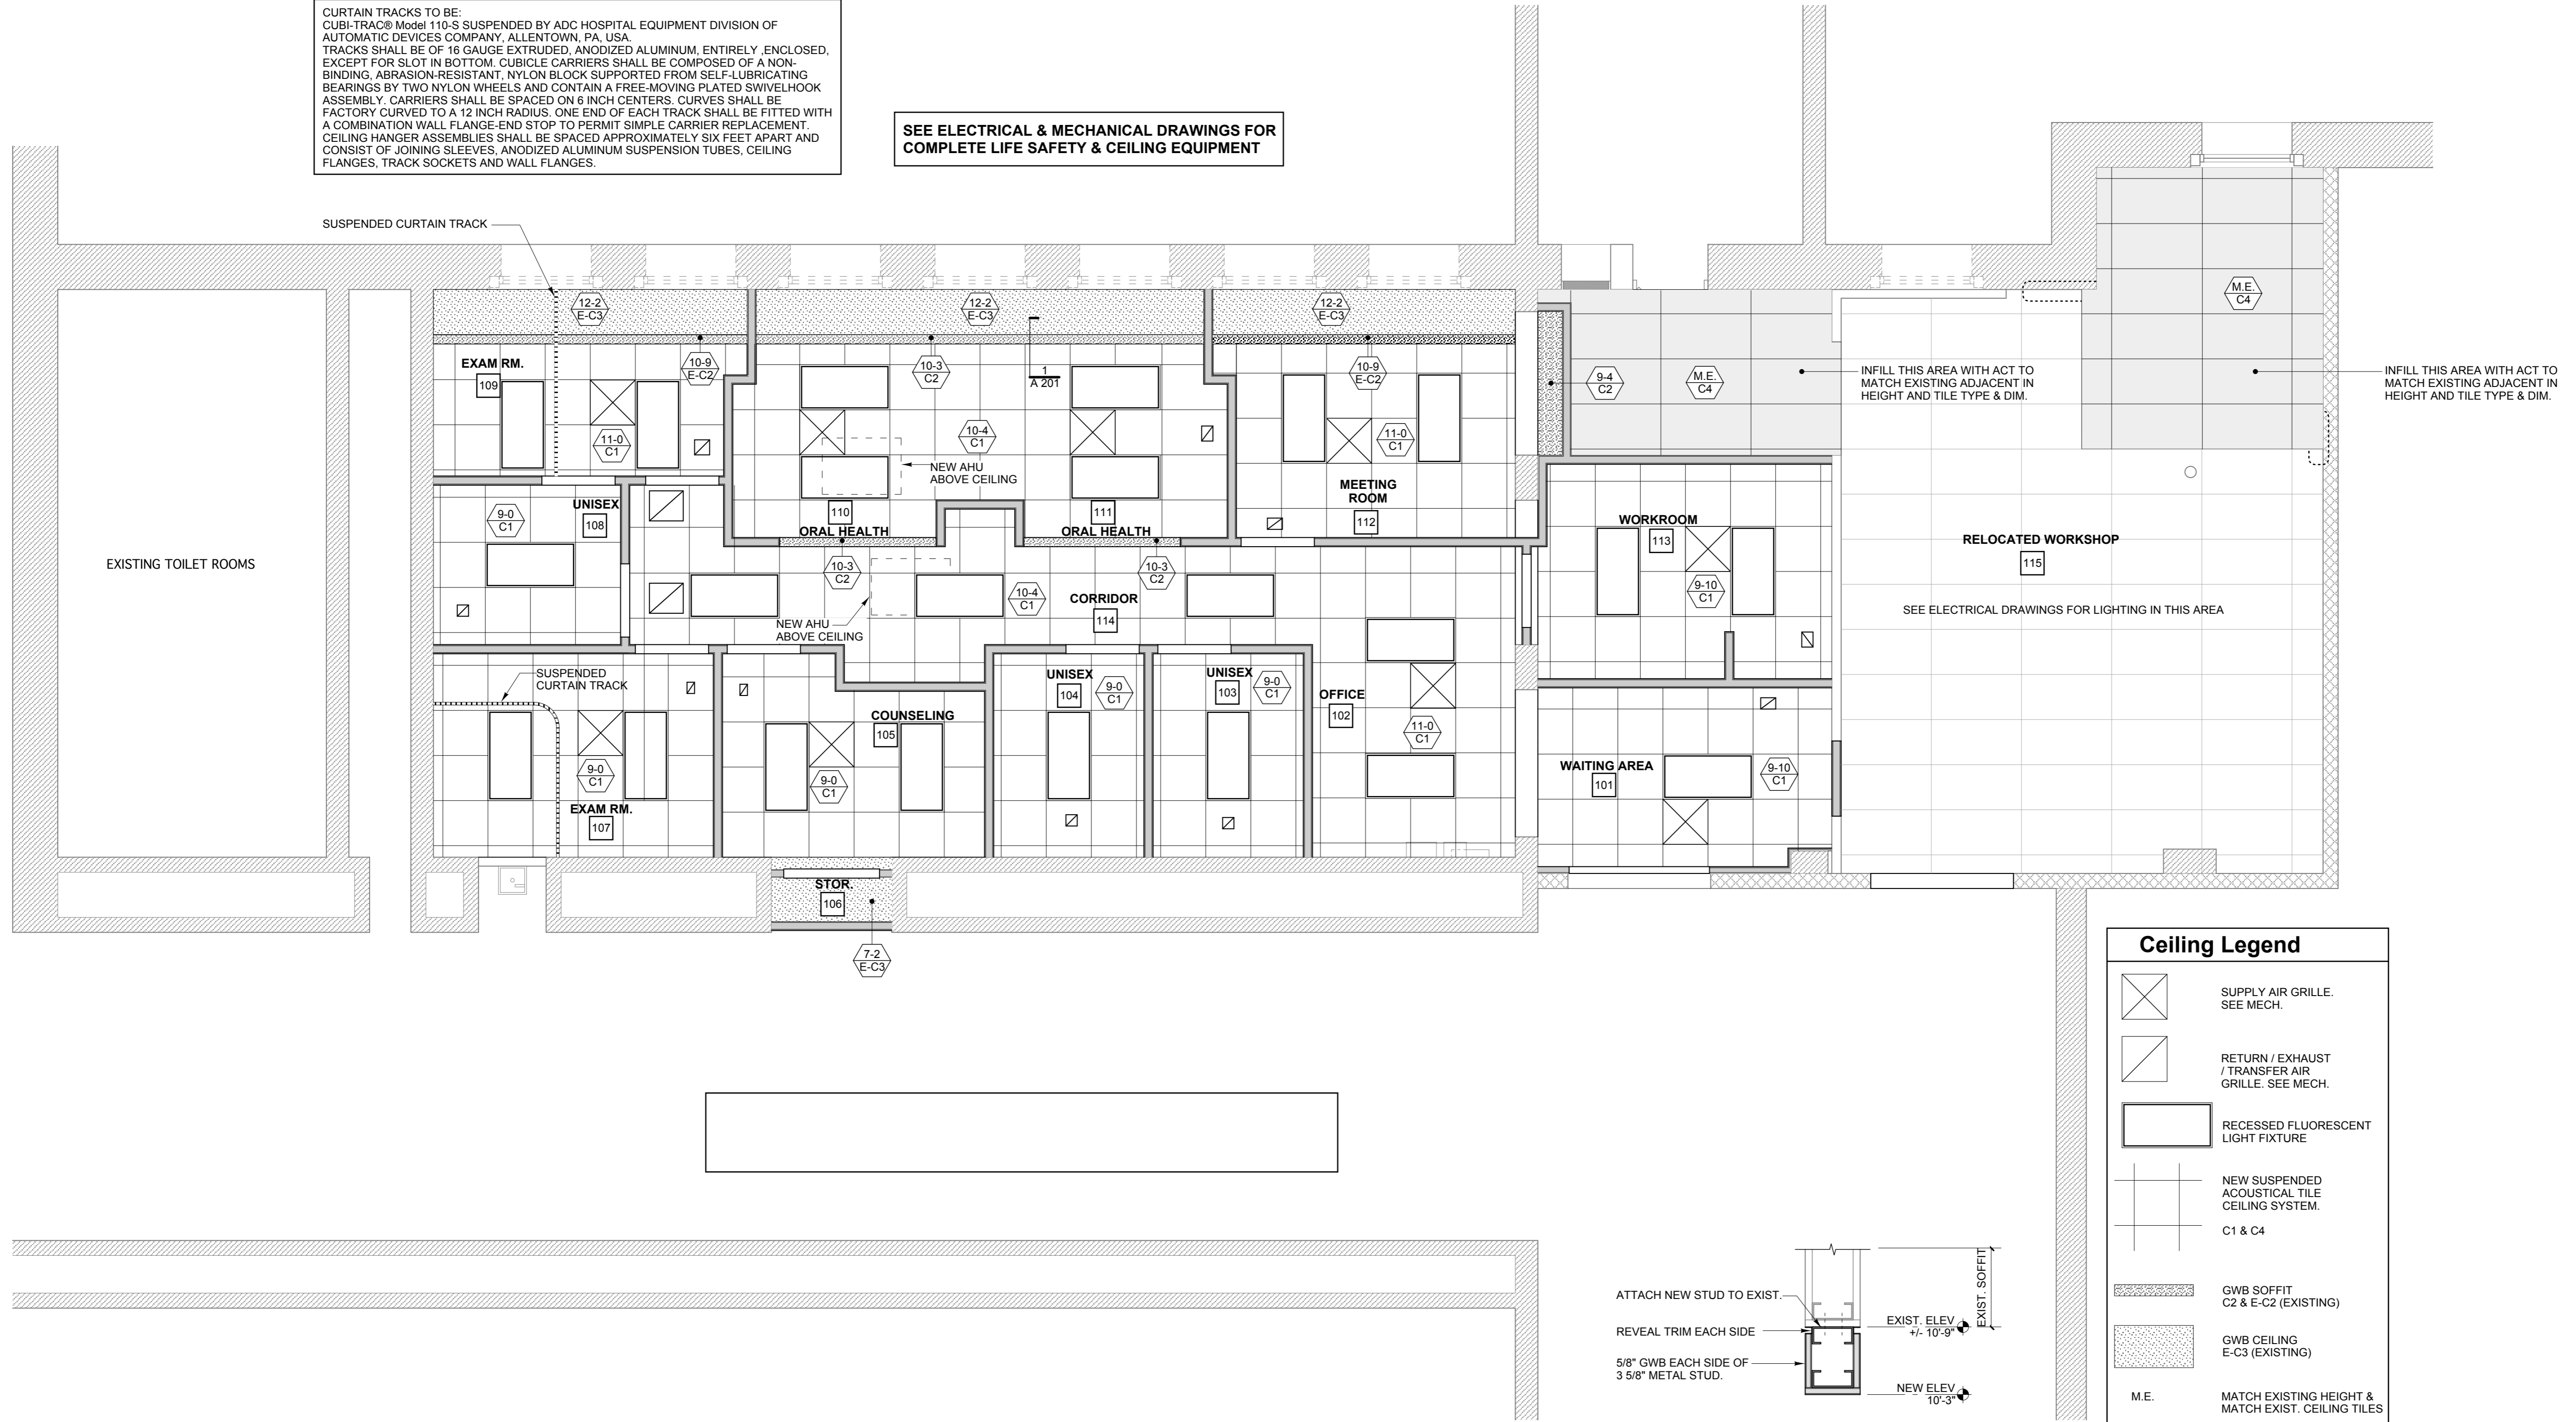 CURTAIN TRACKS TO BE:
CUBI-TRAC® Model 110-S SUSPENDED BY ADC HOSPITAL EQUIPMENT DIVISION OF
AUTOMATIC DEVICES COMPANY, ALLENTOWN, PA, USA.
TRACKS SHALL BE OF 16 GAUGE EXTRUDED, ANODIZED ALUMINUM, ENTIRELY ,ENCLOSED,
EXCEPT FOR SLOT IN BOTTOM. CUBICLE CARRIERS SHALL BE COMPOSED OF A NON-
BINDING, ABRASION-RESISTANT, NYLON BLOCK SUPPORTED FROM SELF-LUBRICATING
BEARINGS BY TWO NYLON WHEELS AND CONTAIN A FREE-MOVING PLATED SWIVELHOOK
ASSEMBLY. CARRIERS SHALL BE SPACED ON 6 INCH CENTERS. CURVES SHALL BE
FACTORY CURVED TO A 12 INCH RADIUS. ONE END OF EACH TRACK SHALL BE FITTED WITH
A COMBINATION WALL FLANGE-END STOP TO PERMIT SIMPLE CARRIER REPLACEMENT.
CEILING HANGER ASSEMBLIES SHALL BE SPACED APPROXIMATELY SIX FEET APART AND
CONSIST OF JOINING SLEEVES, ANODIZED ALUMINUM SUSPENSION TUBES, CEILING
FLANGES, TRACK SOCKETS AND WALL FLANGES.
SEE ELECTRICAL & MECHANICAL DRAWINGS FOR
COMPLETE LIFE SAFETY & CEILING EQUIPMENT
SUSPENDED CURTAIN TRACK
12-2
E-C3
12-2
E-C3
12-2
E-C3
M.E.
C4
EXAM RM.
109
10-9
E-C2
10-3
C2
1
A 201
10-9
E-C2
9-4
C2
M.E.
C4
INFILL THIS AREA WITH ACT TO
MATCH EXISTING ADJACENT IN
HEIGHT AND TILE TYPE & DIM.
INFILL THIS AREA WITH ACT TO
MATCH EXISTING ADJACENT IN
HEIGHT AND TILE TYPE & DIM.
11-0
C1
10-4
C1
11-0
C1
NEW AHU
ABOVE CEILING
MEETING
ROOM
112
UNISEX
108
9-0
C1
110
ORAL HEALTH
111
ORAL HEALTH
WORKROOM
113
RELOCATED WORKSHOP
115
EXISTING TOILET ROOMS
10-3
C2
10-3
C2
10-4
C1
9-10
C1
CORRIDOR
114
SEE ELECTRICAL DRAWINGS FOR LIGHTING IN THIS AREA
NEW AHU
ABOVE CEILING
SUSPENDED
CURTAIN TRACK
UNISEX
104
9-0
C1
UNISEX
103
9-0
C1
OFFICE
102
COUNSELING
105
11-0
C1
9-0
C1
9-0
C1
WAITING AREA
101
9-10
C1
EXAM RM.
107
STOR.
106
7-2
E-C3
Ceiling Legend
SUPPLY AIR GRILLE.
SEE MECH.
RETURN / EXHAUST
/ TRANSFER AIR
GRILLE. SEE MECH.
RECESSED FLUORESCENT
LIGHT FIXTURE
NEW SUSPENDED
ACOUSTICAL TILE
CEILING SYSTEM.
C1 & C4
GWB SOFFIT
C2 & E-C2 (EXISTING)
GWB CEILING
E-C3 (EXISTING)
M.E.
MATCH EXISTING HEIGHT &
MATCH EXIST. CEILING TILES
ATTACH NEW STUD TO EXIST.
REVEAL TRIM EACH SIDE
5/8" GWB EACH SIDE OF
3 5/8" METAL STUD.
EXIST. SOFFIT
EXIST. ELEV
+/- 10'-9"
NEW ELEV
10'-3"